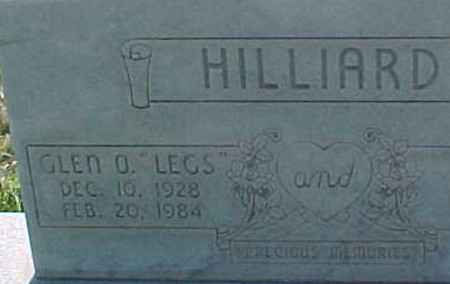 HILLIARD
GLEN O. "LEGS"
DEC. 10, 1928
FEB. 20, 1984
and
"PRECIOUS MEMORIES"